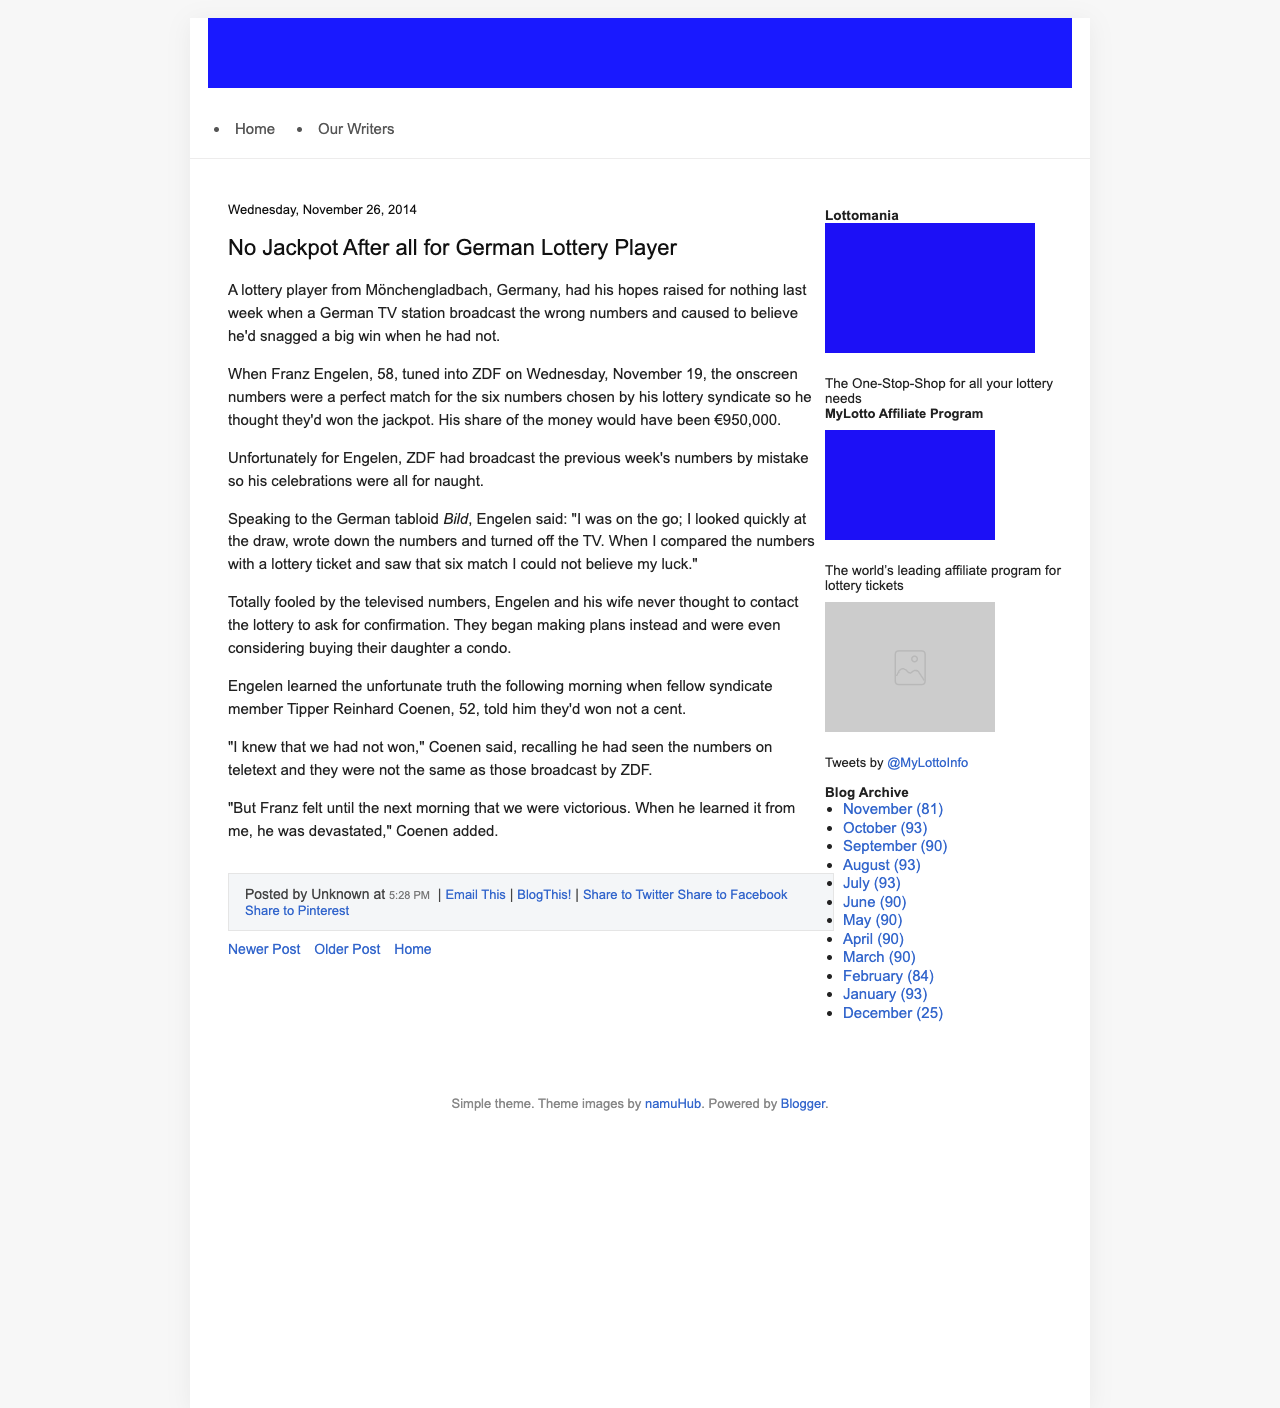 Home
Our Writers
Wednesday, November 26, 2014
No Jackpot After all for German Lottery Player
A lottery player from Mönchengladbach, Germany, had his hopes raised for nothing last
week when a German TV station broadcast the wrong numbers and caused to believe
he'd snagged a big win when he had not.
When Franz Engelen, 58, tuned into ZDF on Wednesday, November 19, the onscreen
numbers were a perfect match for the six numbers chosen by his lottery syndicate so he
thought they'd won the jackpot. His share of the money would have been €950,000.
Unfortunately for Engelen, ZDF had broadcast the previous week's numbers by mistake
so his celebrations were all for naught.
Speaking to the German tabloid Bild, Engelen said: "I was on the go; I looked quickly at
the draw, wrote down the numbers and turned off the TV. When I compared the numbers
with a lottery ticket and saw that six match I could not believe my luck."
Totally fooled by the televised numbers, Engelen and his wife never thought to contact
the lottery to ask for confirmation. They began making plans instead and were even
considering buying their daughter a condo.
Engelen learned the unfortunate truth the following morning when fellow syndicate
member Tipper Reinhard Coenen, 52, told him they'd won not a cent.
"I knew that we had not won," Coenen said, recalling he had seen the numbers on
teletext and they were not the same as those broadcast by ZDF.
"But Franz felt until the next morning that we were victorious. When he learned it from
me, he was devastated," Coenen added.
Posted by Unknown at 5:28 PM | Email This | BlogThis! | Share to Twitter Share to Facebook
Share to Pinterest
Newer Post Older Post Home
Lottomania
The One-Stop-Shop for all your lottery
needs
MyLotto Affiliate Program
The world's leading affiliate program for
lottery tickets
Tweets by @MyLottoInfo
Blog Archive
November (81)
October (93)
September (90)
August (93)
July (93)
June (90)
May (90)
April (90)
March (90)
February (84)
January (93)
December (25)
Simple theme. Theme images by namuHub. Powered by Blogger.